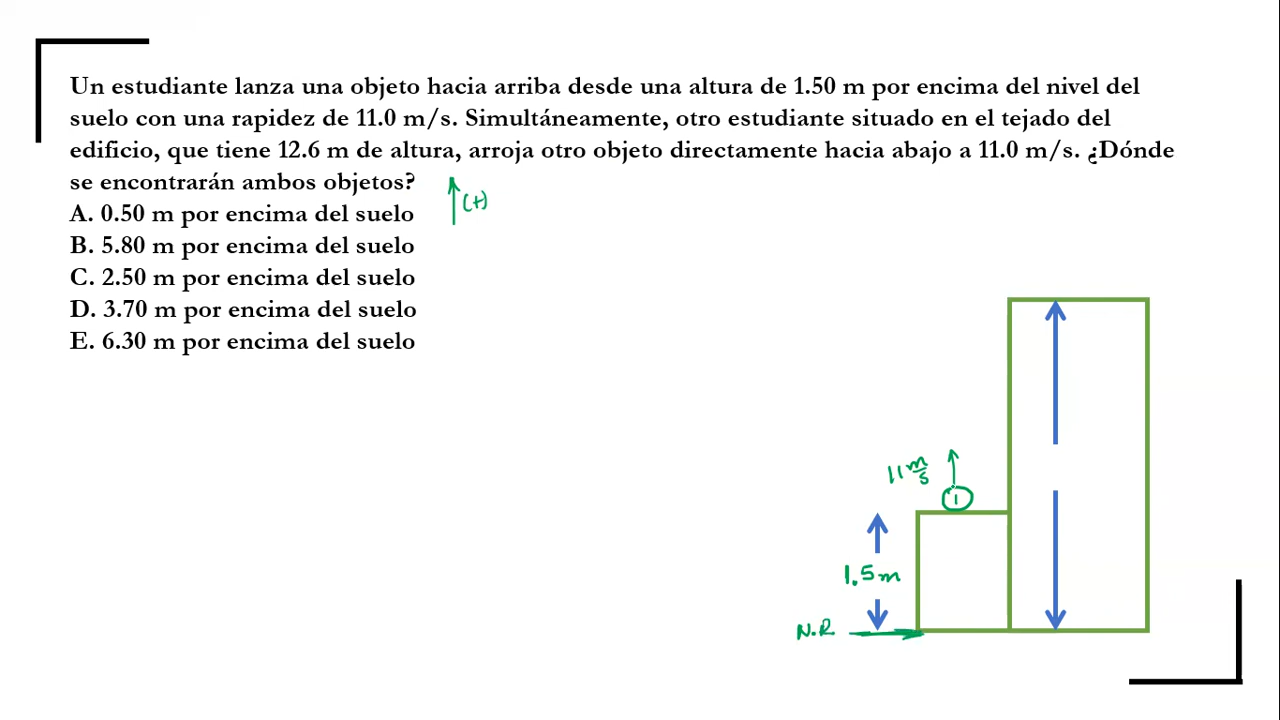 Un estudiante lanza una objeto hacia arriba desde una altura de 1.50 m por encima del nivel del
suelo con una rapidez de 11.0 m/s. Simultáneamente, otro estudiante situado en el tejado del
edificio, que tiene 12.6 m de altura, arroja otro objeto directamente hacia abajo a 11.0 m/s. ¿Dónde
se encontrarán ambos objetos?
A. 0.50 m por encima del suelo
(+)
B. 5.80 m por encima del suelo
C. 2.50 m por encima del suelo
D. 3.70 m por encima del suelo
E. 6.30 m por encima del suelo
11 m/s
1
1.5m
N.R